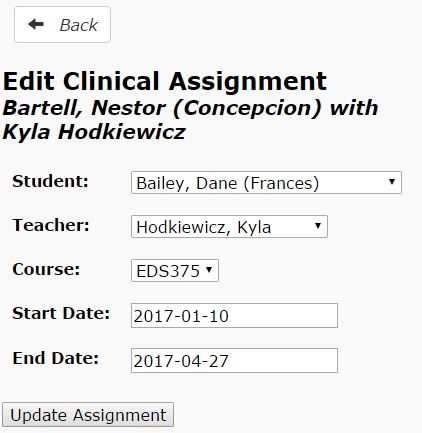 Back
Edit Clinical Assignment
Bartell, Nestor (Concepcion) with
Kyla Hodkiewicz
Student: Bailey, Dane (Frances)
Teacher: Hodkiewicz, Kyla
Course: EDS375
Start Date: 2017-01-10
End Date: 2017-04-27
Update Assignment